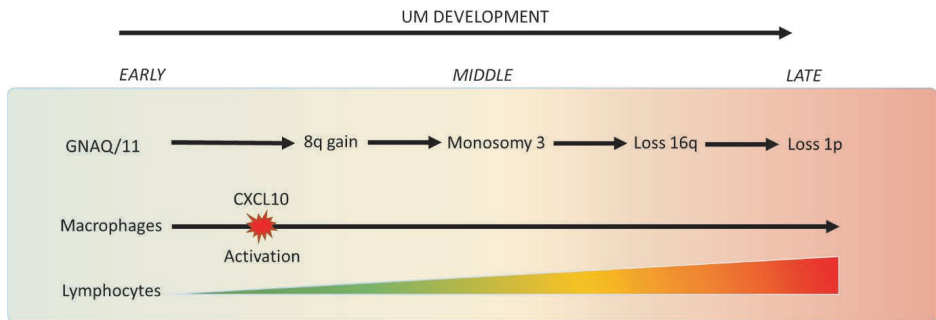 UM DEVELOPMENT
EARLY MIDDLE LATE
GNAQ/11 8q gain Monosomy 3 Loss 16q Loss 1p
CXCL10
Macrophages
Activation
Lymphocytes